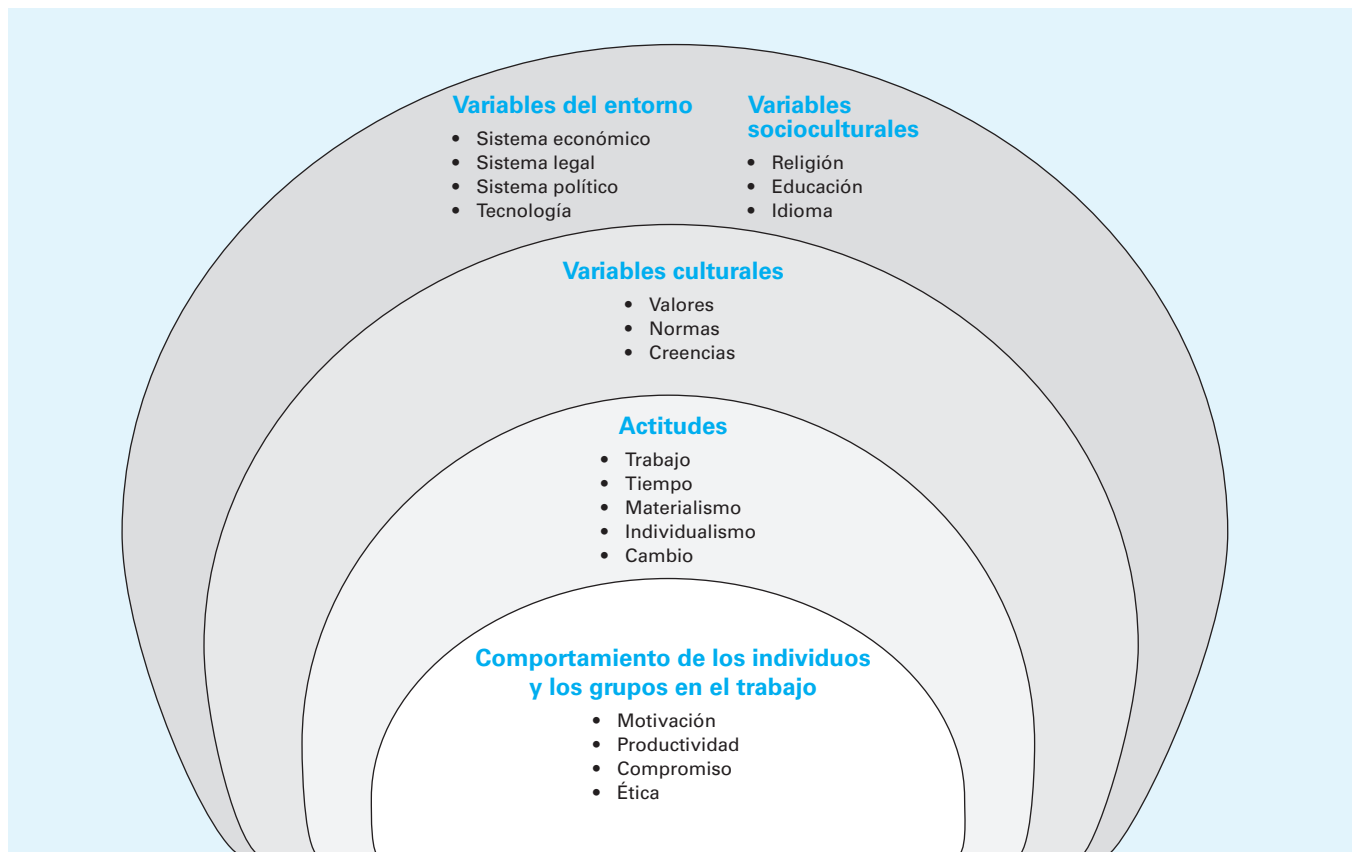 Variables del entorno
• Sistema económico
• Sistema legal
• Sistema político
• Tecnología
Variables
socioculturales
• Religión
• Educación
• Idioma
Variables culturales
• Valores
• Normas
• Creencias
Actitudes
• Trabajo
• Tiempo
• Materialismo
• Individualismo
• Cambio
Comportamiento de los individuos
y los grupos en el trabajo
• Motivación
• Productividad
• Compromiso
• Ética